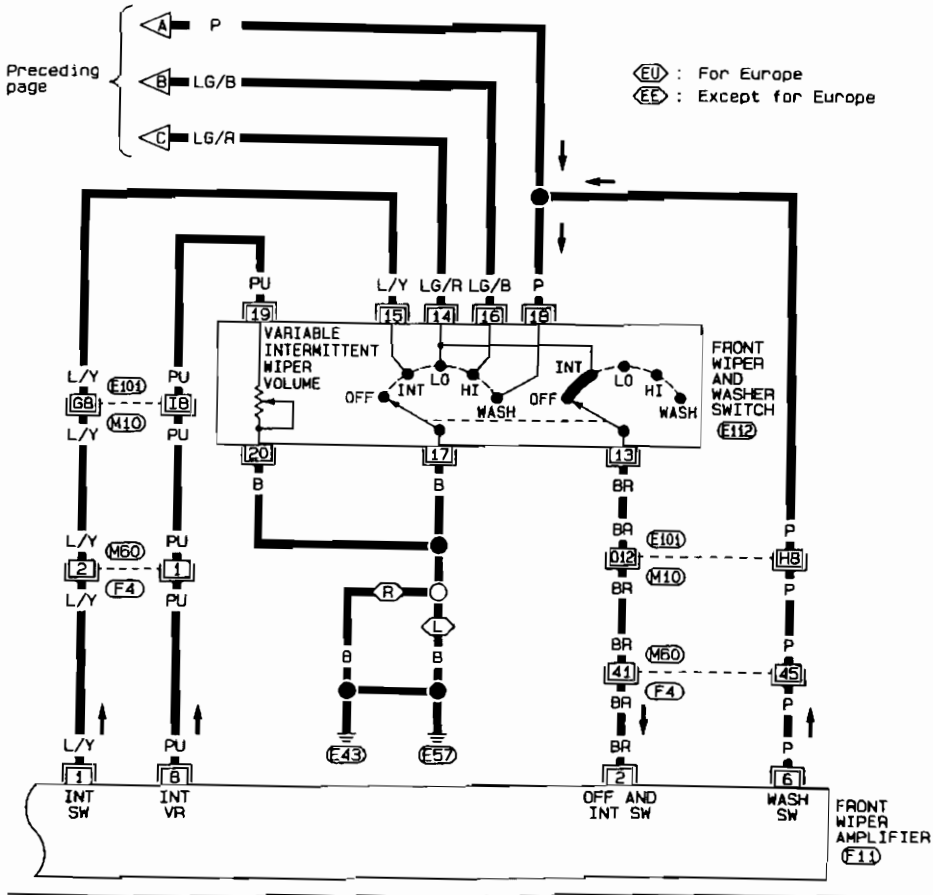 A P
Preceding
page
B LG/B
C LG/R
EU : For Europe
EE : Except for Europe
PU L/Y LG/R LG/B P
19 15 14 16 18
VARIABLE
INTERMITTENT
WIPER
VOLUME
OFF INT LO HI WASH
OFF INT LO HI WASH
FRONT
WIPER
AND
WASHER
SWITCH
E112
L/Y PU
G8 E101 I8
M10
L/Y PU
20 17 13
B B BR
L/Y PU
2 M60 1
F4
L/Y PU
BR P
D12 E101 H8
M10
BR P
R
L
B B
BR P
41 M60 45
F4
BR P
E43 E57
L/Y PU BR P
1 8 2 6
INT
SW
INT
VR
OFF AND
INT SW
WASH
SW
FRONT
WIPER
AMPLIFIER
F11